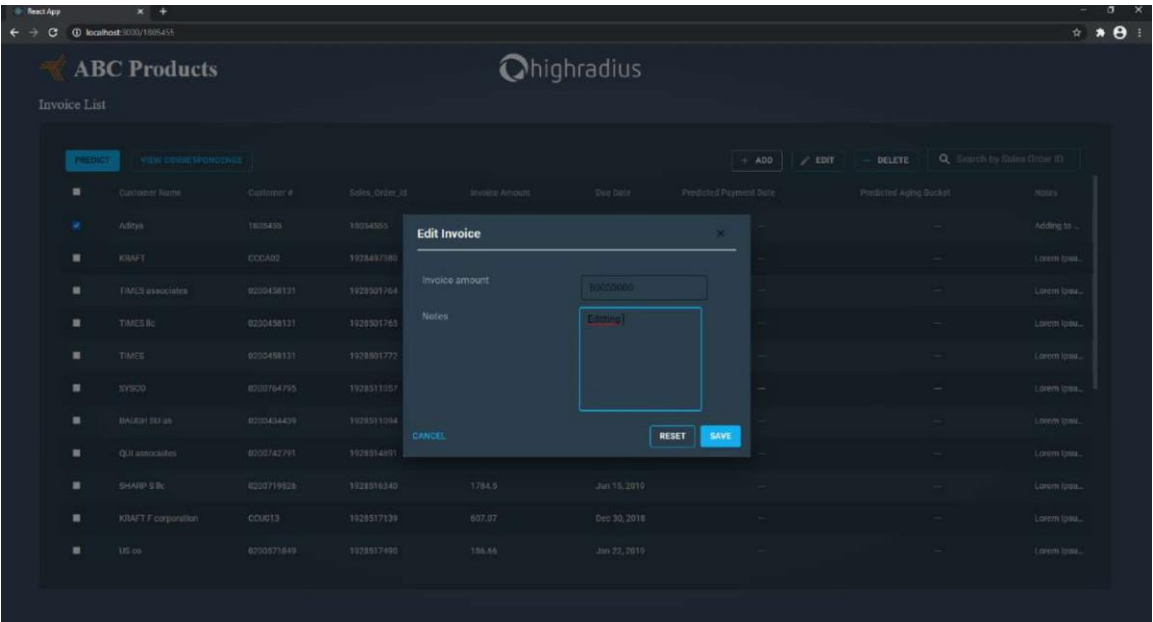 React App
localhost:3000/1805455
ABC Products
highradius
Invoice List
PREDICT VIEW CORRESPONDENCE + ADD EDIT — DELETE Search by Sales Order ID
Customer Name Customer # Sales_Order_Id Invoice Amount Due Date Predicted Payment Date Predicted Aging Bucket Notes
Aditya 1805455 -- -- Adding to ...
KRAFT CCCA02 1928497380 -- -- Lorem Ipsu...
TIMES associates 0200458131 1928501764 -- -- Lorem Ipsu...
TIMES llc 0200458131 1928501765 -- -- Lorem Ipsu...
TIMES 0200458131 1928501772 -- -- Lorem Ipsu...
SYSCO 0200764795 1928511057 -- -- Lorem Ipsu...
0200434439 1928511094 Lorem Ipsu...
QUI associates 0200742791 1928514891 -- -- Lorem Ipsu...
SHARP S llc 0200719826 1928516340 1784.5 Jun 15, 2019 -- -- Lorem Ipsu...
KRAFT F corporation CCU013 1928517139 607.07 Dec 30, 2018 -- -- Lorem Ipsu...
US co 0200571849 1928517495 186.66 Jan 22, 2019 -- -- Lorem Ipsu...
Edit Invoice ×
Invoice amount
Notes Editing
CANCEL RESET SAVE